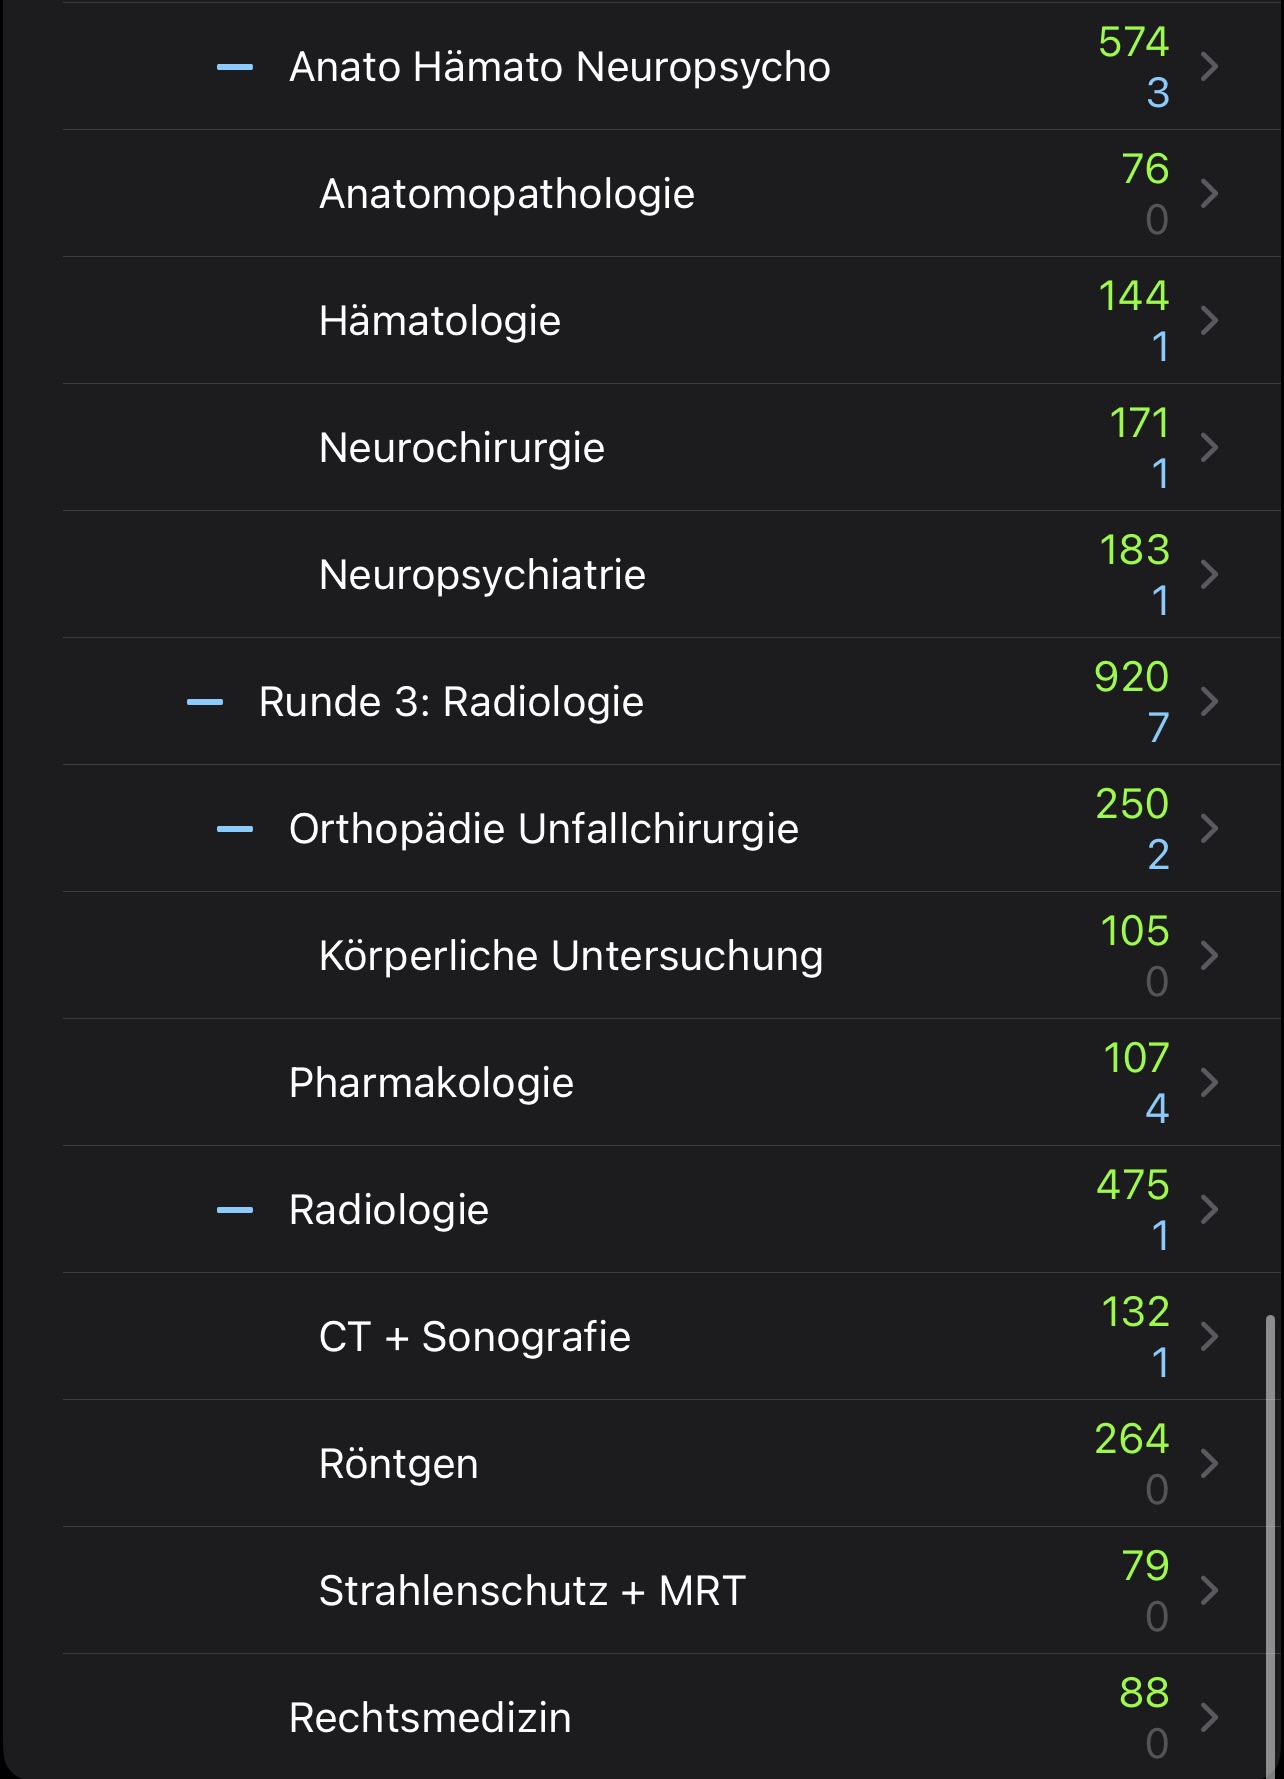 Anato Hämato Neuropsycho
574
3
Anatomopathologie
76
0
Hämatologie
144
1
Neurochirurgie
171
1
Neuropsychiatrie
183
1
Runde 3: Radiologie
920
7
Orthopädie Unfallchirurgie
250
2
Körperliche Untersuchung
105
0
Pharmakologie
107
4
Radiologie
475
1
CT + Sonografie
132
1
Röntgen
264
0
Strahlenschutz + MRT
79
0
Rechtsmedizin
88
0